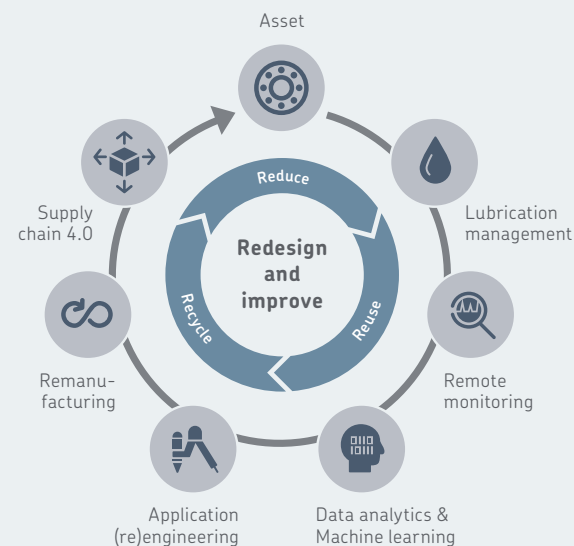 Asset
Lubrication
management
Remote
monitoring
Data analytics &
Machine learning
Application
(re)engineering
Remanu-
facturing
Supply
chain 4.0
Reduce
Reuse
Recycle
Redesign
and
improve